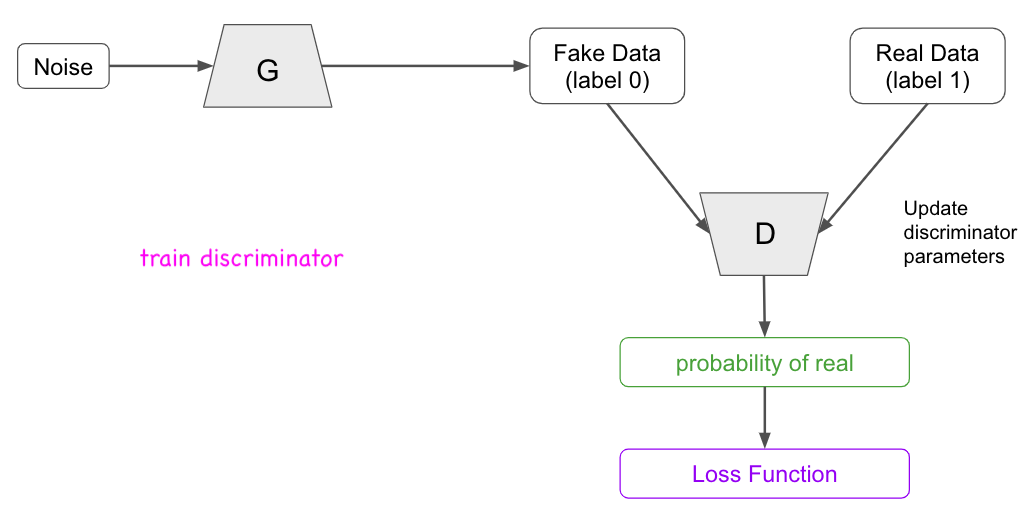 Noise
G
Fake Data
(label 0)
Real Data
(label 1)
D
Update
discriminator
parameters
train discriminator
probability of real
Loss Function